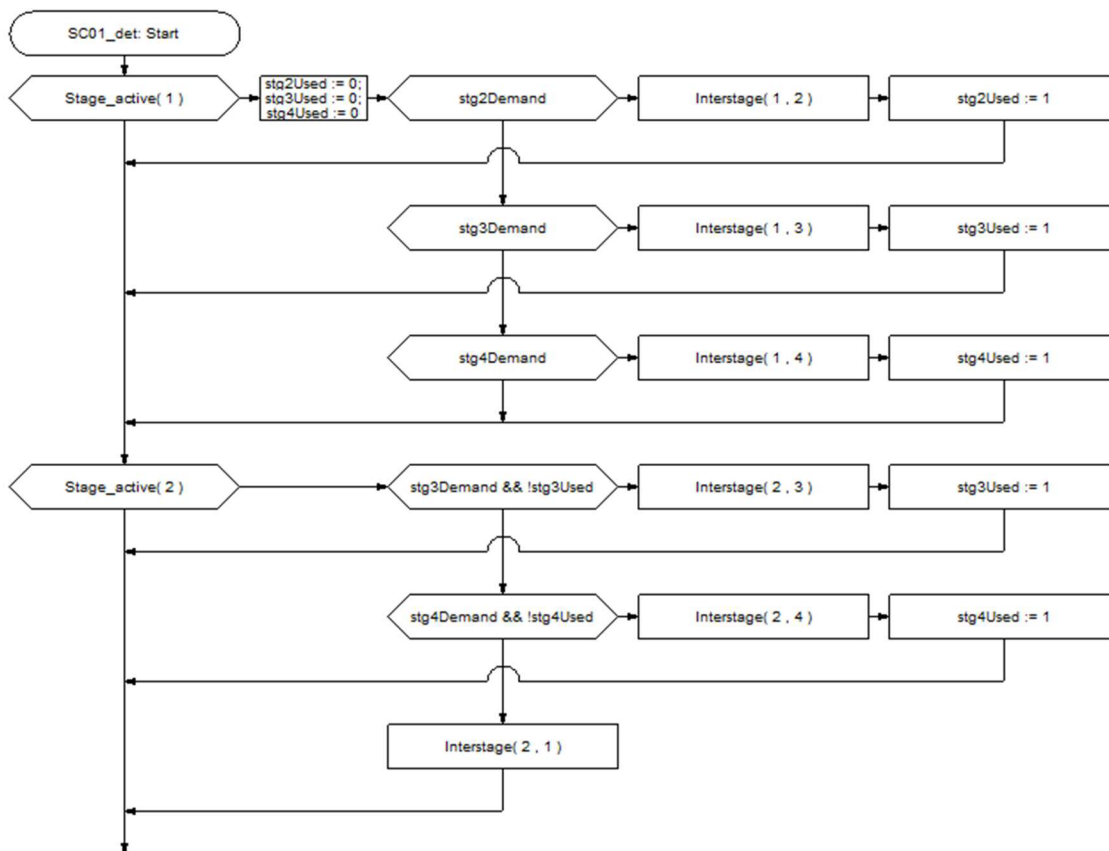 SC01_det: Start
Stage_active( 1 )
stg2Used := 0;
stg3Used := 0;
stg4Used := 0
stg2Demand
Interstage( 1 , 2 )
stg2Used := 1
stg3Demand
Interstage( 1 , 3 )
stg3Used := 1
stg4Demand
Interstage( 1 , 4 )
stg4Used := 1
Stage_active( 2 )
stg3Demand && !stg3Used
Interstage( 2 , 3 )
stg3Used := 1
stg4Demand && !stg4Used
Interstage( 2 , 4 )
stg4Used := 1
Interstage( 2 , 1 )